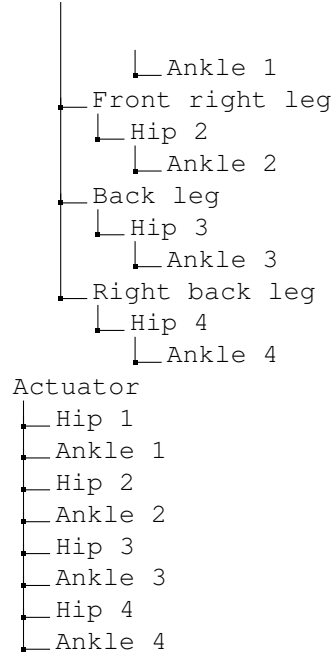 Ankle 1
Front right leg
Hip 2
Ankle 2
Back leg
Hip 3
Ankle 3
Right back leg
Hip 4
Ankle 4
Actuator
Hip 1
Ankle 1
Hip 2
Ankle 2
Hip 3
Ankle 3
Hip 4
Ankle 4